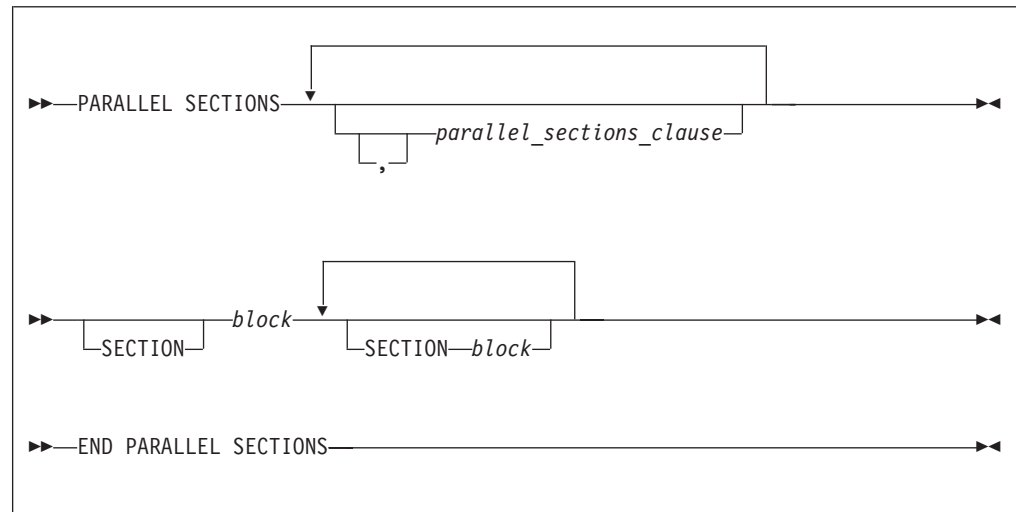 PARALLEL SECTIONS
parallel_sections_clause
,
block
SECTION
SECTION block
END PARALLEL SECTIONS